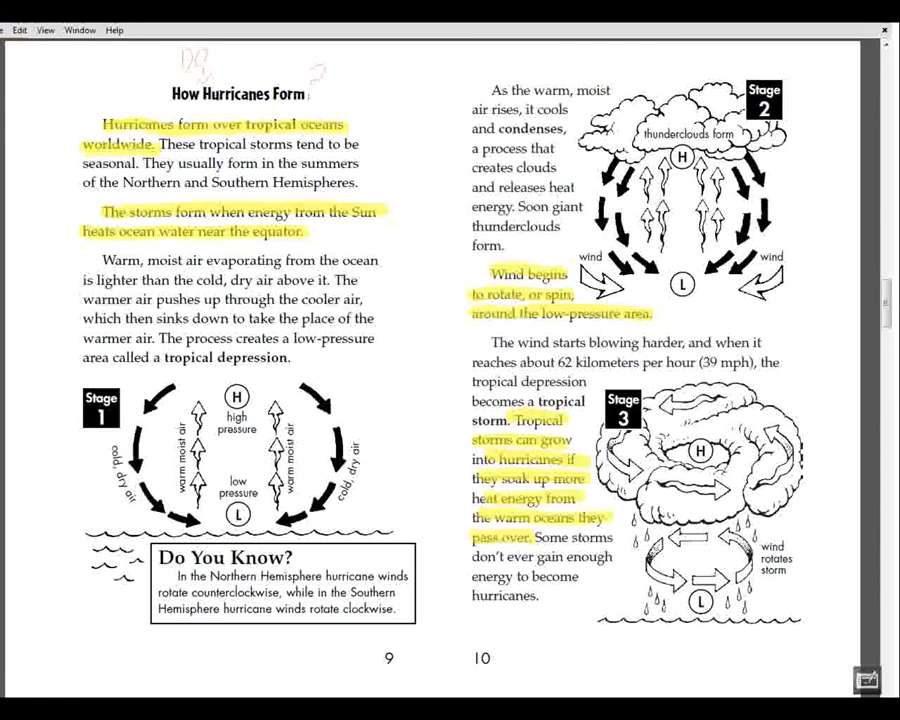 Edit View Window Help
How Hurricanes Form
Hurricanes form over tropical oceans
worldwide. These tropical storms tend to be
seasonal. They usually form in the summers
of the Northern and Southern Hemispheres.
The storms form when energy from the Sun
heats ocean water near the equator.
Warm, moist air evaporating from the ocean
is lighter than the cold, dry air above it. The
warmer air pushes up through the cooler air,
which then sinks down to take the place of the
warmer air. The process creates a low-pressure
area called a tropical depression.
Stage
1
H
high
pressure
cold, dry air
warm moist air
warm moist air
cold, dry air
low
pressure
L
Do You Know?
In the Northern Hemisphere hurricane winds
rotate counterclockwise, while in the Southern
Hemisphere hurricane winds rotate clockwise.
9
As the warm, moist
air rises, it cools
and condenses,
a process that
creates clouds
and releases heat
energy. Soon giant
thunderclouds
form.
Stage
2
thunderclouds form
H
wind
wind
L
Wind begins
to rotate, or spin,
around the low-pressure area.
The wind starts blowing harder, and when it
reaches about 62 kilometers per hour (39 mph), the
tropical depression
becomes a tropical
storm. Tropical
storms can grow
into hurricanes if
they soak up more
heat energy from
the warm oceans they
pass over. Some storms
don't ever gain enough
energy to become
hurricanes.
Stage
3
H
wind
rotates
storm
L
10